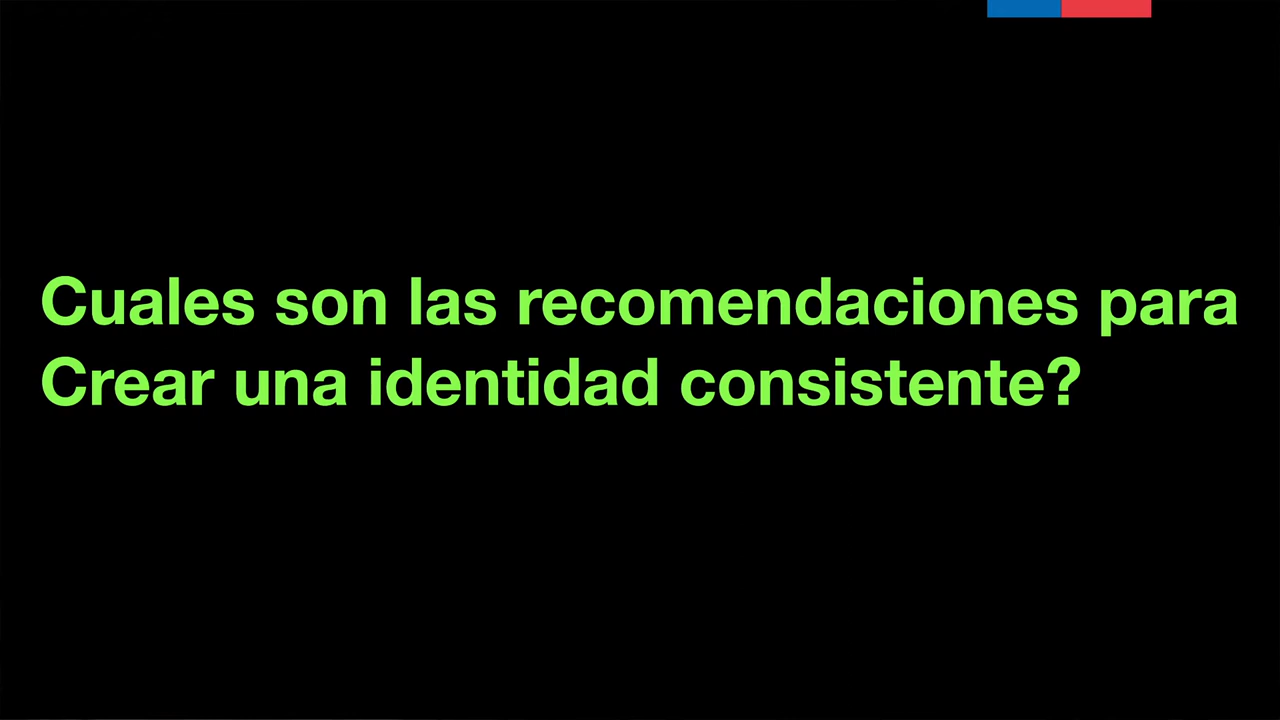 Cuales son las recomendaciones para
Crear una identidad consistente?